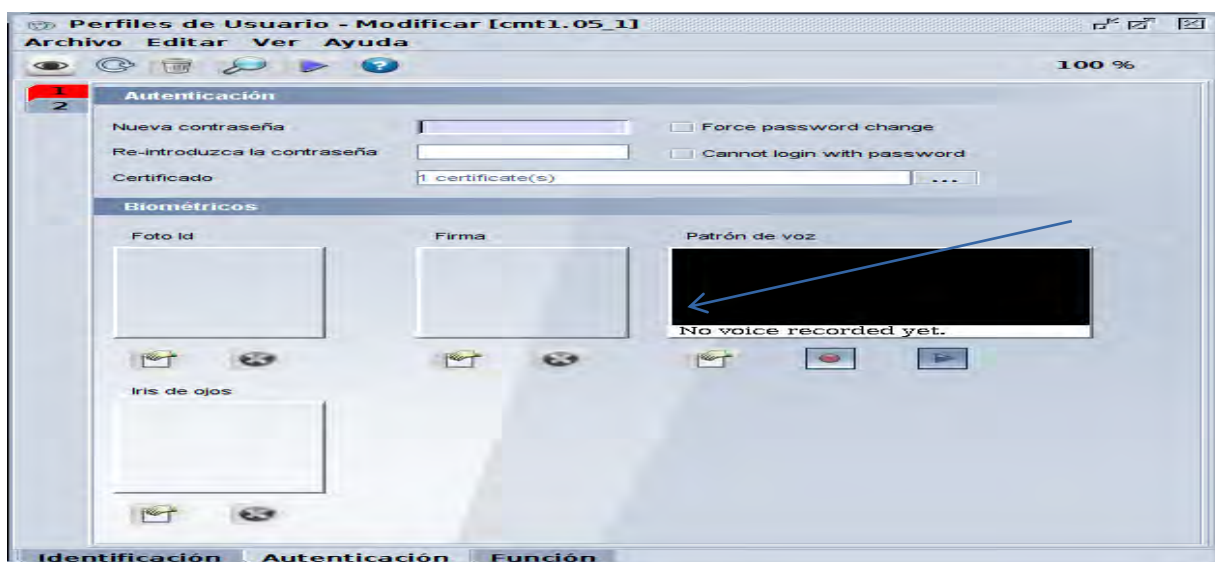 Perfiles de Usuario - Modificar [cmt1.05_1]
Archivo Editar Ver Ayuda
100 %
1
2
Autenticación
Nueva contraseña
Force password change
Re-introduzca la contraseña
Cannot login with password
Certificado
1 certificate(s)
...
Biométricos
Foto Id
Firma
Patrón de voz
No voice recorded yet.
Iris de ojos
Identificación Autenticación Función